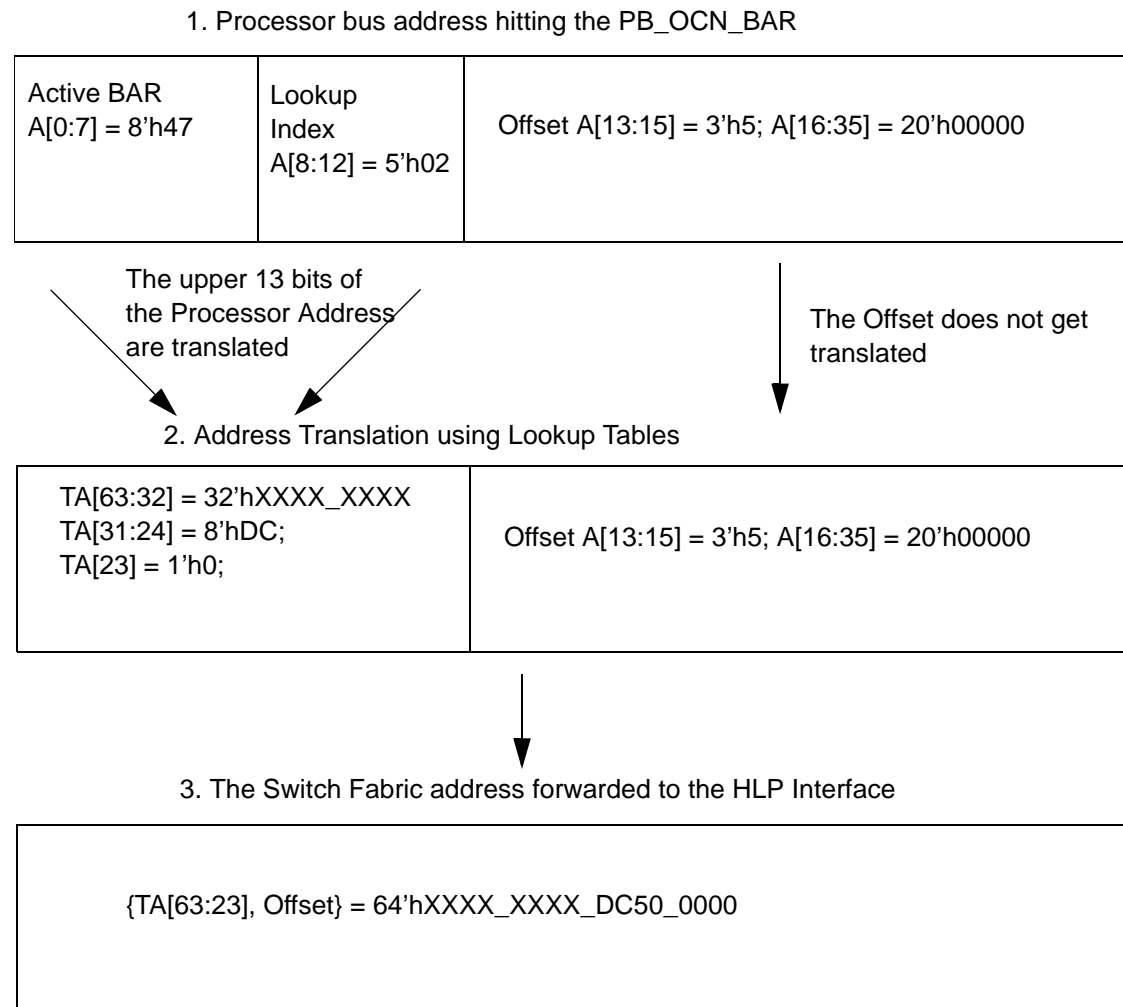 1. Processor bus address hitting the PB_OCN_BAR
Active BAR
A[0:7] = 8’h47
Lookup
Index
A[8:12] = 5’h02
Offset A[13:15] = 3’h5; A[16:35] = 20’h00000
The upper 13 bits of
the Processor Address
are translated
The Offset does not get
translated
2. Address Translation using Lookup Tables
TA[63:32] = 32’hXXXX_XXXX
TA[31:24] = 8’hDC;
TA[23] = 1’h0;
Offset A[13:15] = 3’h5; A[16:35] = 20’h00000
3. The Switch Fabric address forwarded to the HLP Interface
{TA[63:23], Offset} = 64’hXXXX_XXXX_DC50_0000